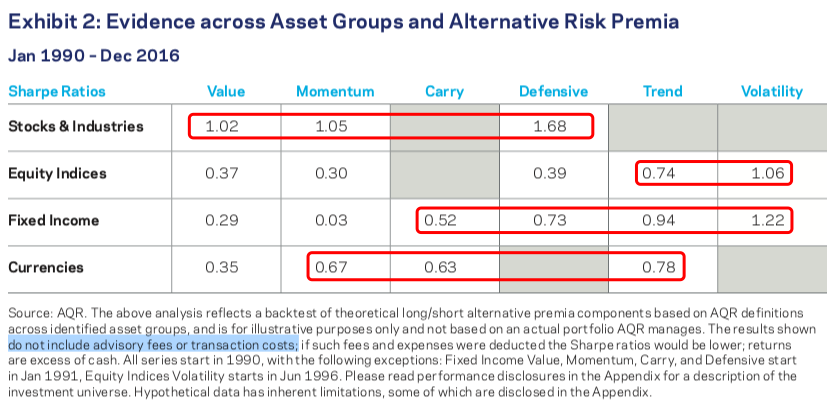 Exhibit 2: Evidence across Asset Groups and Alternative Risk Premia
Jan 1990 – Dec 2016
Sharpe Ratios Value Momentum Carry Defensive Trend Volatility
Stocks & Industries 1.02 1.05 1.68
Equity Indices 0.37 0.30 0.39 0.74 1.06
Fixed Income 0.29 0.03 0.52 0.73 0.94 1.22
Currencies 0.35 0.67 0.63 0.78
Source: AQR. The above analysis reflects a backtest of theoretical long/short alternative premia components based on AQR definitions
across identified asset groups, and is for illustrative purposes only and not based on an actual portfolio AQR manages. The results shown
do not include advisory fees or transaction costs; if such fees and expenses were deducted the Sharpe ratios would be lower; returns
are excess of cash. All series start in 1990, with the following exceptions: Fixed Income Value, Momentum, Carry, and Defensive start
in Jan 1991, Equity Indices Volatility starts in Jun 1996. Please read performance disclosures in the Appendix for a description of the
investment universe. Hypothetical data has inherent limitations, some of which are disclosed in the Appendix.